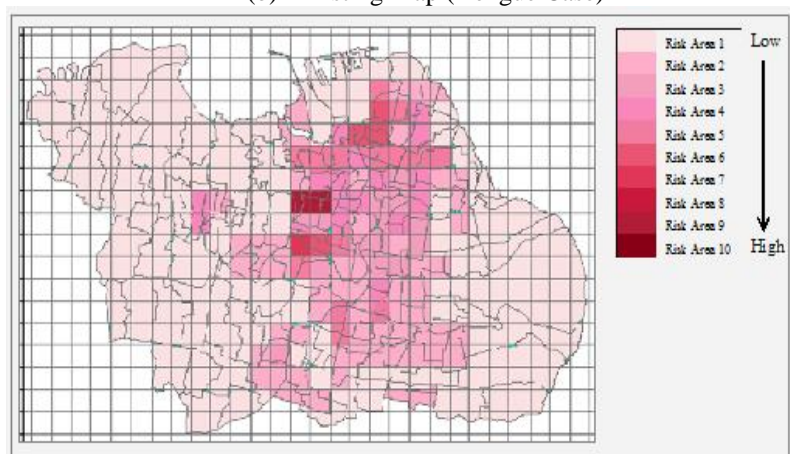 Risk Area 1
Low
Risk Area 2
Risk Area 3
Risk Area 4
Risk Area 5
Risk Area 6
Risk Area 7
Risk Area 8
Risk Area 9
Risk Area 10
High